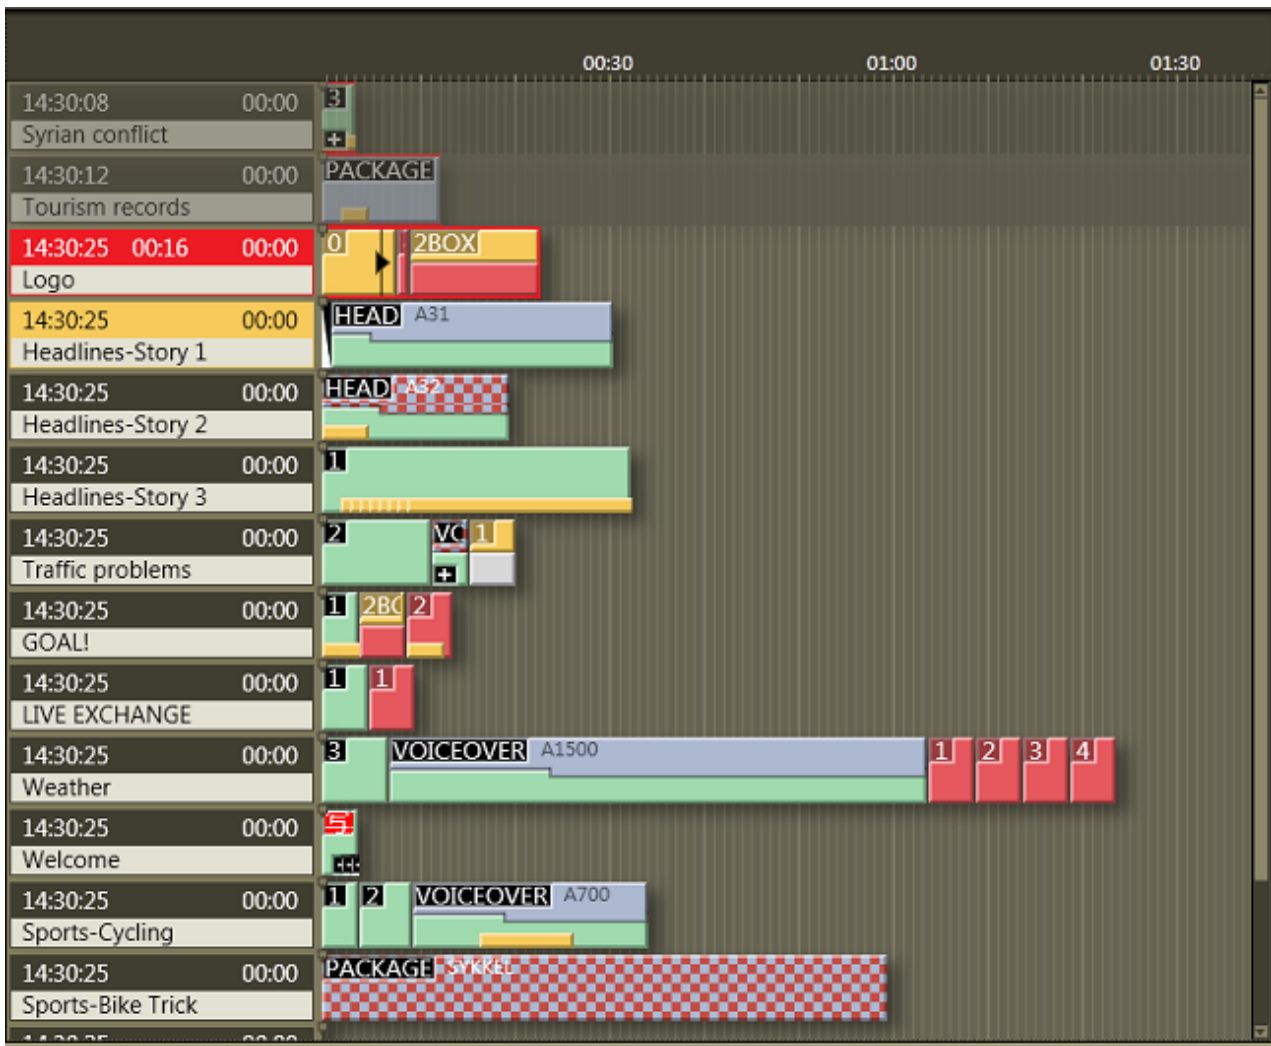 00:30 01:00 01:30
14:30:08 00:00 3
Syrian conflict +
14:30:12 00:00 PACKAGE
Tourism records
14:30:25 00:16 00:00 0 2BOX
Logo
14:30:25 00:00 HEAD A31
Headlines-Story 1
14:30:25 00:00 HEAD A32
Headlines-Story 2
14:30:25 00:00 1
Headlines-Story 3
14:30:25 00:00 2 VO 1
Traffic problems +
14:30:25 00:00 1 2BO 2
GOAL!
14:30:25 00:00 1 1
LIVE EXCHANGE
14:30:25 00:00 3 VOICEOVER A1500 1 2 3 4
Weather
14:30:25 00:00
Welcome
14:30:25 00:00 1 2 VOICEOVER A700
Sports-Cycling
14:30:25 00:00 PACKAGE SYKKEL
Sports-Bike Trick